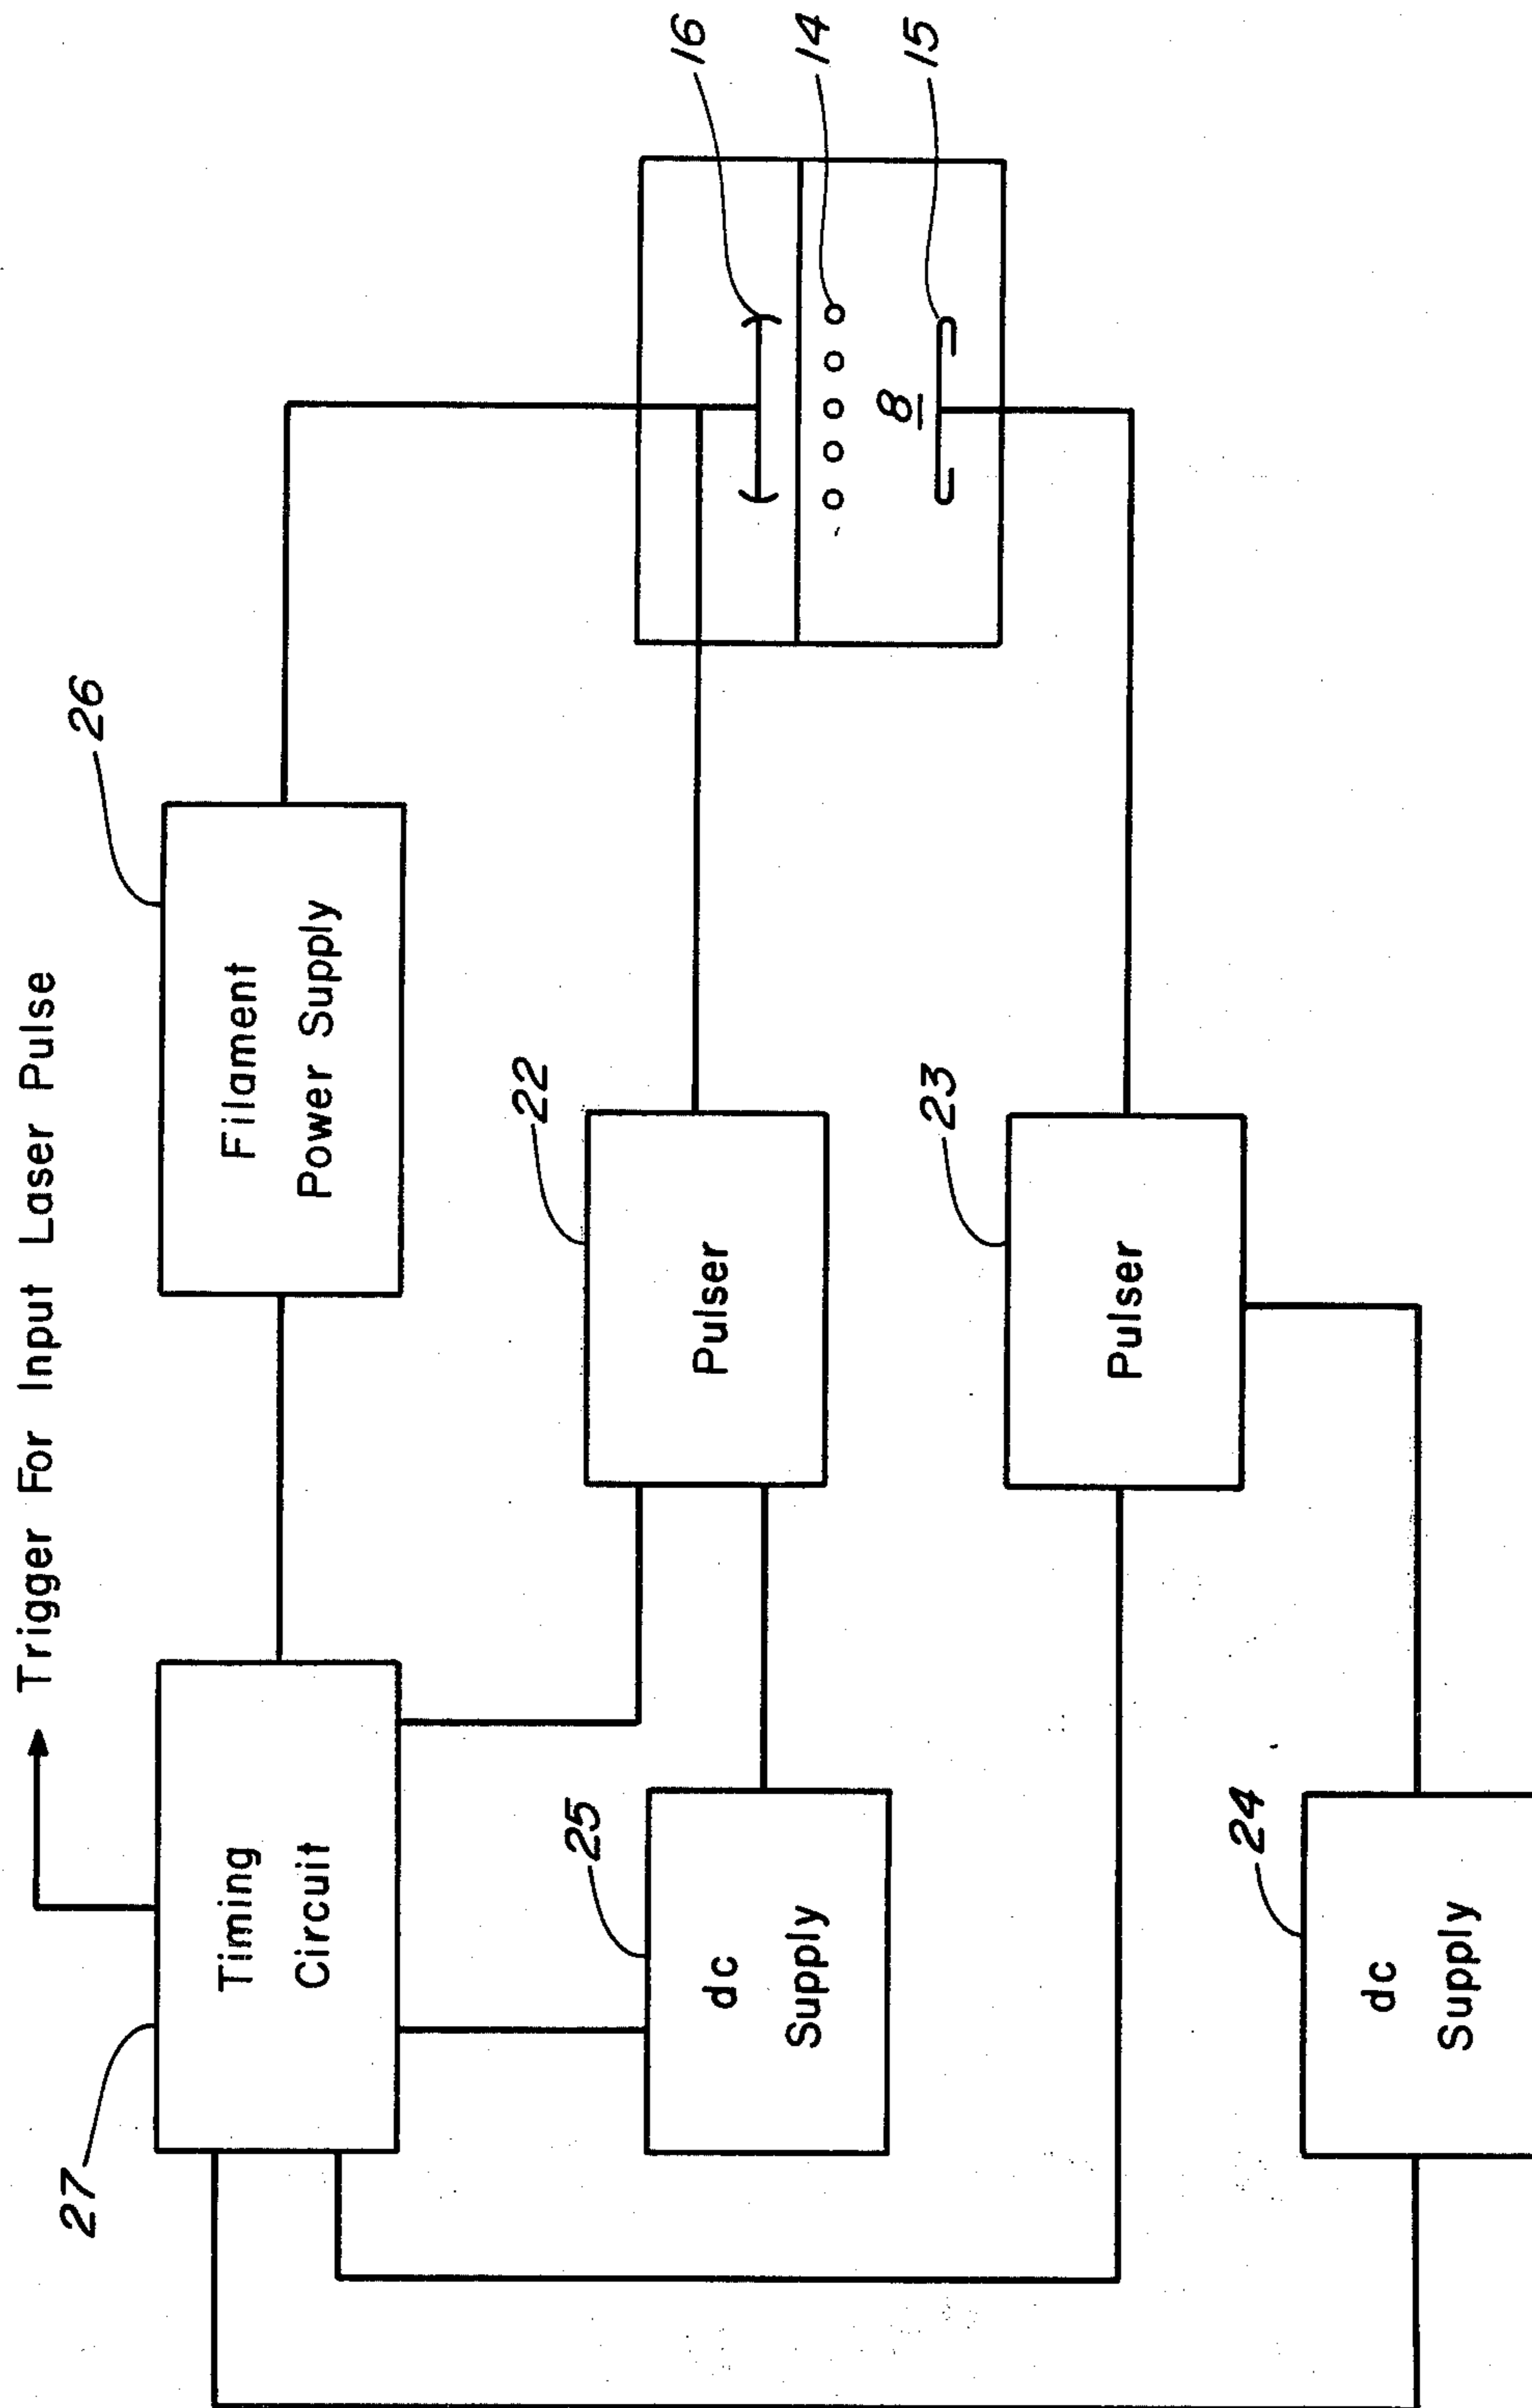 Trigger For Input Laser Pulse
27
Timing
Circuit
26
Filament
Power Supply
16
14
15
8
22
Pulser
25
dc
Supply
23
Pulser
24
dc
Supply